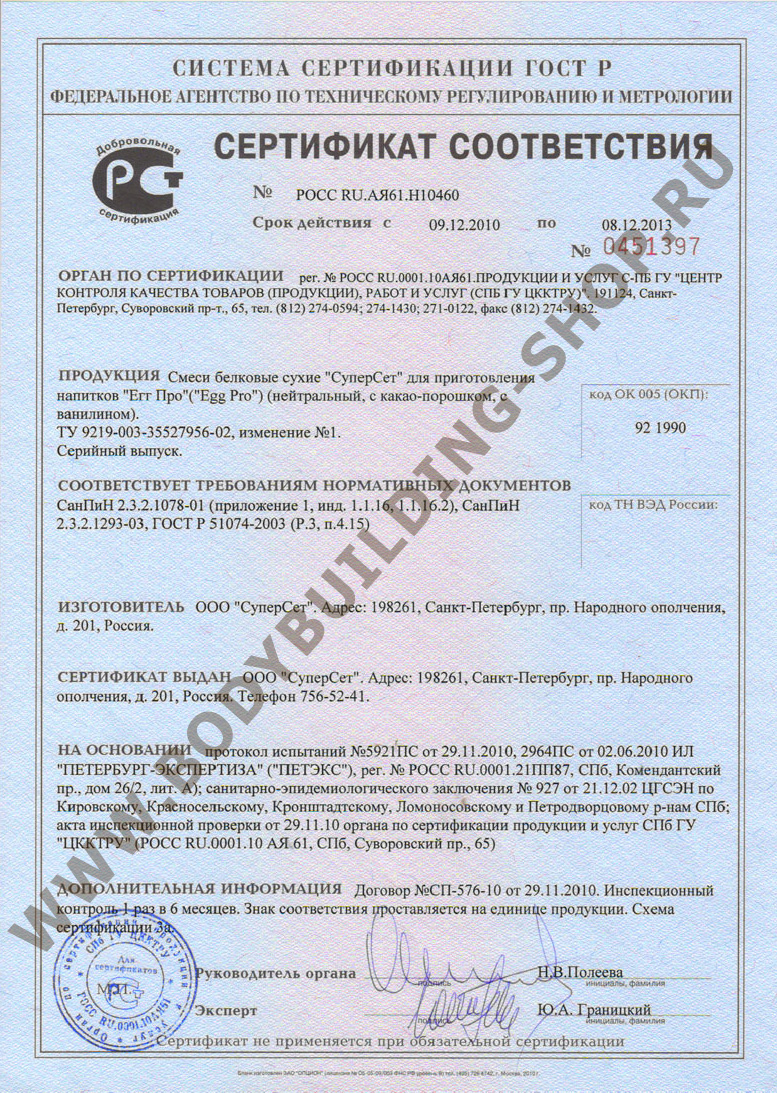 СИСТЕМА СЕРТИФИКАЦИИ ГОСТ Р
ФЕДЕРАЛЬНОЕ АГЕНТСТВО ПО ТЕХНИЧЕСКОМУ РЕГУЛИРОВАНИЮ И МЕТРОЛОГИИ
Добровольная
РСТ
сертификация
СЕРТИФИКАТ СООТВЕТСТВИЯ
№ РОСС RU.АЯ61.Н10460
Срок действия с 09.12.2010 по 08.12.2013
№ 0451397
ОРГАН ПО СЕРТИФИКАЦИИ рег. № РОСС RU.0001.10АЯ61.ПРОДУКЦИИ И УСЛУГ С-ПБ ГУ "ЦЕНТР
КОНТРОЛЯ КАЧЕСТВА ТОВАРОВ (ПРОДУКЦИИ), РАБОТ И УСЛУГ (СПБ ГУ ЦККТРУ)". 191124, Санкт-
Петербург, Суворовский пр-т., 65, тел. (812) 274-0594; 274-1430; 271-0122, факс (812) 274-1432.
ПРОДУКЦИЯ Смеси белковые сухие "СуперСет" для приготовления
напитков "Егг Про"("Egg Pro") (нейтральный, с какао-порошком, с
ванилином).
ТУ 9219-003-35527956-02, изменение №1.
Серийный выпуск.
код ОК 005 (ОКП):
92 1990
СООТВЕТСТВУЕТ ТРЕБОВАНИЯМ НОРМАТИВНЫХ ДОКУМЕНТОВ
СанПиН 2.3.2.1078-01 (приложение 1, инд. 1.1.16, 1.1.16.2), СанПиН
2.3.2.1293-03, ГОСТ Р 51074-2003 (Р.3, п.4.15)
код ТН ВЭД России:
ИЗГОТОВИТЕЛЬ ООО "СуперСет". Адрес: 198261, Санкт-Петербург, пр. Народного ополчения,
д. 201, Россия.
СЕРТИФИКАТ ВЫДАН ООО "СуперСет". Адрес: 198261, Санкт-Петербург, пр. Народного
ополчения, д. 201, Россия. Телефон 756-52-41.
НА ОСНОВАНИИ протокол испытаний №5921ПС от 29.11.2010, 2964ПС от 02.06.2010 ИЛ
"ПЕТЕРБУРГ-ЭКСПЕРТИЗА" ("ПЕТЭКС"), рег. № РОСС RU.0001.21ПП87, СПб, Комендантский
пр., дом 26/2, лит. А); санитарно-эпидемиологического заключения № 927 от 21.12.02 ЦГСЭН по
Кировскому, Красносельскому, Кронштадтскому, Ломоносовскому и Петродворцовому р-нам СПб;
акта инспекционной проверки от 29.11.10 органа по сертификации продукции и услуг СПб ГУ
"ЦККТРУ" (РОСС RU.0001.10 АЯ.61, СПб, Суворовский пр., 65)
ДОПОЛНИТЕЛЬНАЯ ИНФОРМАЦИЯ Договор №СП-576-10 от 29.11.2010. Инспекционный
контроль 1 раз в 6 месяцев. Знак соответствия проставляется на единице продукции. Схема
сертификации 3а.
Орган по сертификации продукции и услуг
СПб ГУ ЦККТРУ
Для
сертификатов
РСТ
РОСС RU.0001.10АЯ61
М.П.
Руководитель органа
подпись
Н.В.Полеева
инициалы, фамилия
Эксперт
подпись
Ю.А. Границкий
инициалы, фамилия
Сертификат не применяется при обязательной сертификации
WWW.BODYBUILDING-SHOP.RU